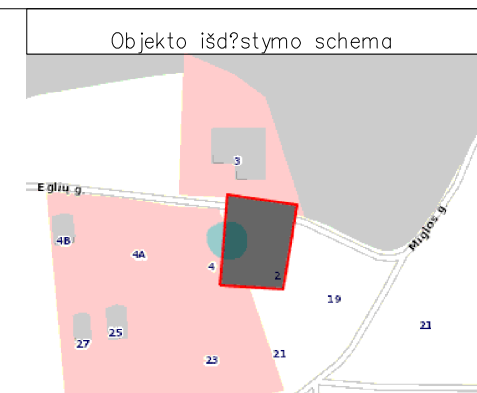 Objekto išd?stymo schema
3
Eglių g.
Miglos g.
4B
4A
4
2
19
21
25
27
23
21